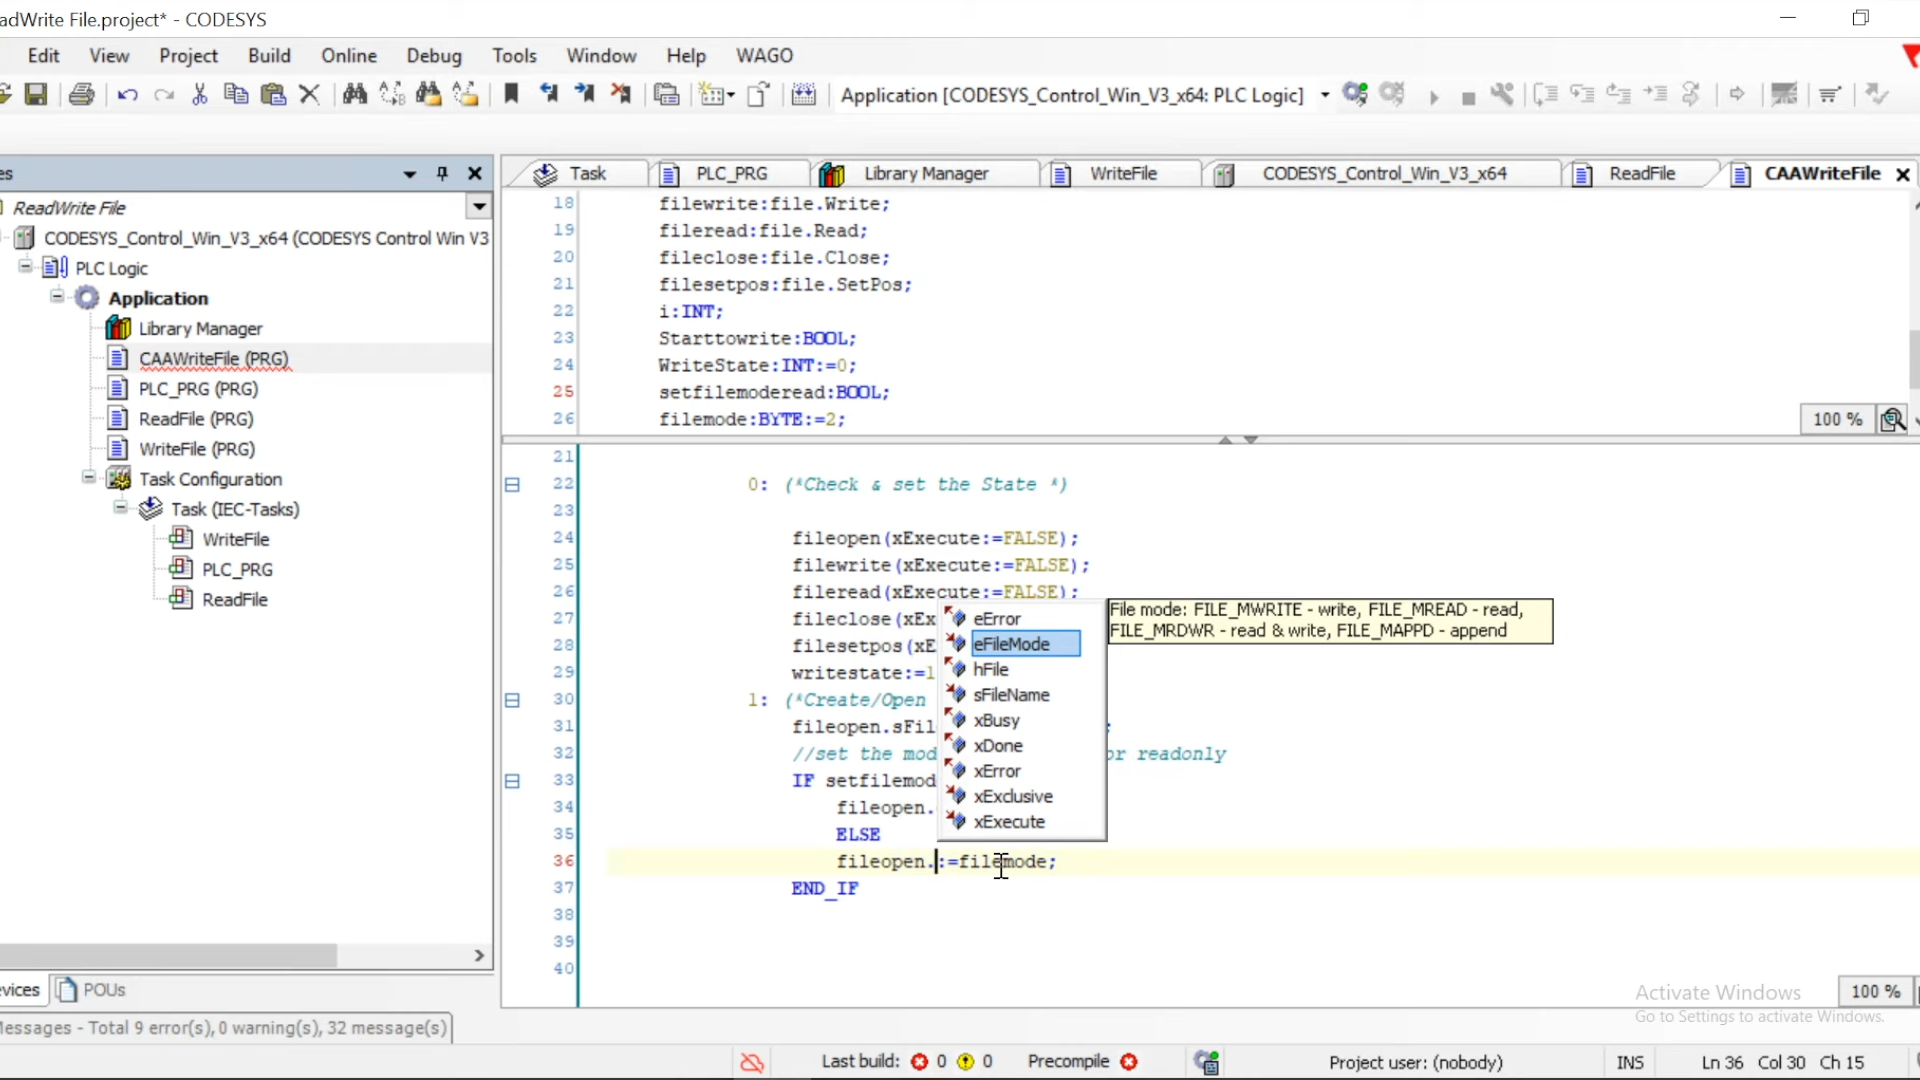 adWrite File.project* - CODESYS
Edit View Project Build Online Debug Tools Window Help WAGO
Application [CODESYS_Control_Win_V3_x64: PLC Logic]
es
ReadWrite File
CODESYS_Control_Win_V3_x64 (CODESYS Control Win V3
PLC Logic
Application
Library Manager
CAAWriteFile (PRG)
PLC_PRG (PRG)
ReadFile (PRG)
WriteFile (PRG)
Task Configuration
Task (IEC-Tasks)
WriteFile
PLC_PRG
ReadFile
evices POUs
Task PLC_PRG Library Manager WriteFile CODESYS_Control_Win_V3_x64 ReadFile CAAWriteFile
18 filewrite:file.Write;
19 fileread:file.Read;
20 fileclose:file.Close;
21 filesetpos:file.SetPos;
22 i:INT;
23 Starttowrite:BOOL;
24 WriteState:INT:=0;
25 setfilemoderead:BOOL;
26 filemode:BYTE:=2;
100 %
21
22 0: (*Check & set the State *)
23
24 fileopen(xExecute:=FALSE);
25 filewrite(xExecute:=FALSE);
26 fileread(xExecute:=FALSE);
27 fileclose(xEx
28 filesetpos(xE
29 writestate:=1
30 1: (*Create/Open
31 fileopen.sFil ;
32 //set the mod or readonly
33 IF setfilemod
34 fileopen.
35 ELSE
36 fileopen.:=filemode;
37 END_IF
38
39
40
eError
eFileMode
hFile
sFileName
xBusy
xDone
xError
xExclusive
xExecute
File mode: FILE_MWRITE - write, FILE_MREAD - read,
FILE_MRDWR - read & write, FILE_MAPPD - append
100 %
Activate Windows
Go to Settings to activate Windows.
Messages - Total 9 error(s), 0 warning(s), 32 message(s)
Last build: 0 0 Precompile Project user: (nobody) INS Ln 36 Col 30 Ch 15